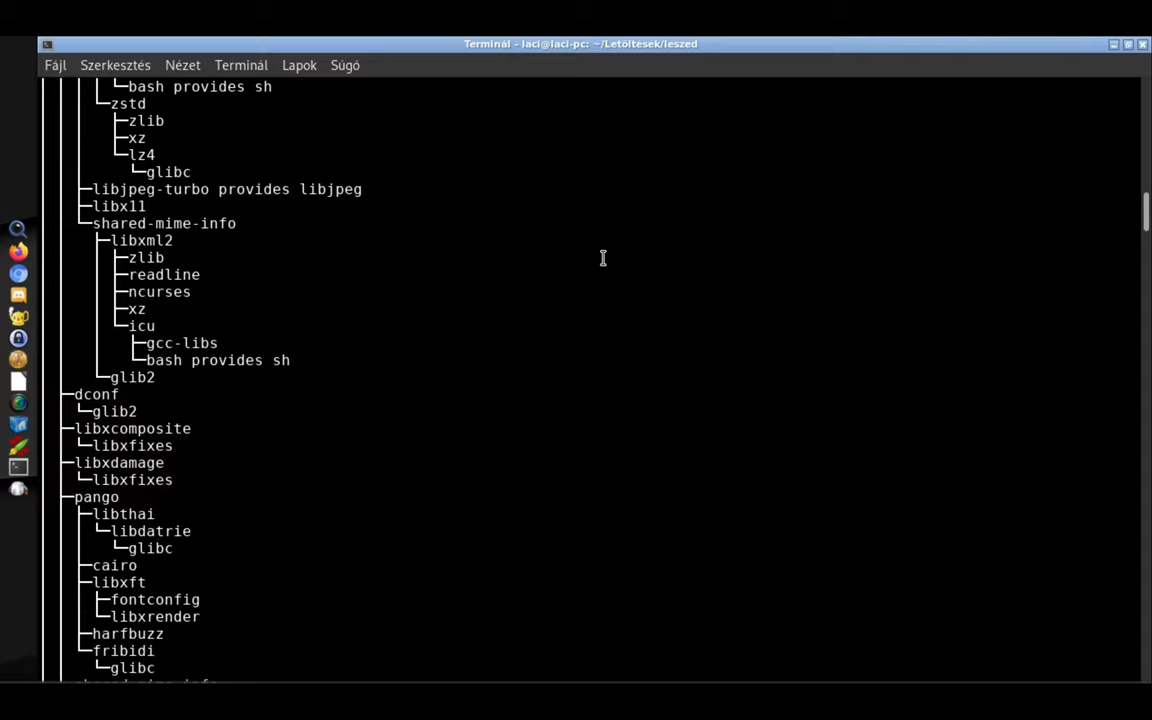 Terminál - laci@laci-pc: ~/Letöltések/leszed
Fájl Szerkesztés Nézet Terminál Lapok Súgó
bash provides sh
zstd
zlib
xz
lz4
glibc
libjpeg-turbo provides libjpeg
libx11
shared-mime-info
libxml2
zlib
readline
ncurses
xz
icu
gcc-libs
bash provides sh
glib2
dconf
glib2
libxcomposite
libxfixes
libxdamage
libxfixes
pango
libthai
libdatrie
glibc
cairo
libxft
fontconfig
libxrender
harfbuzz
fribidi
glibc